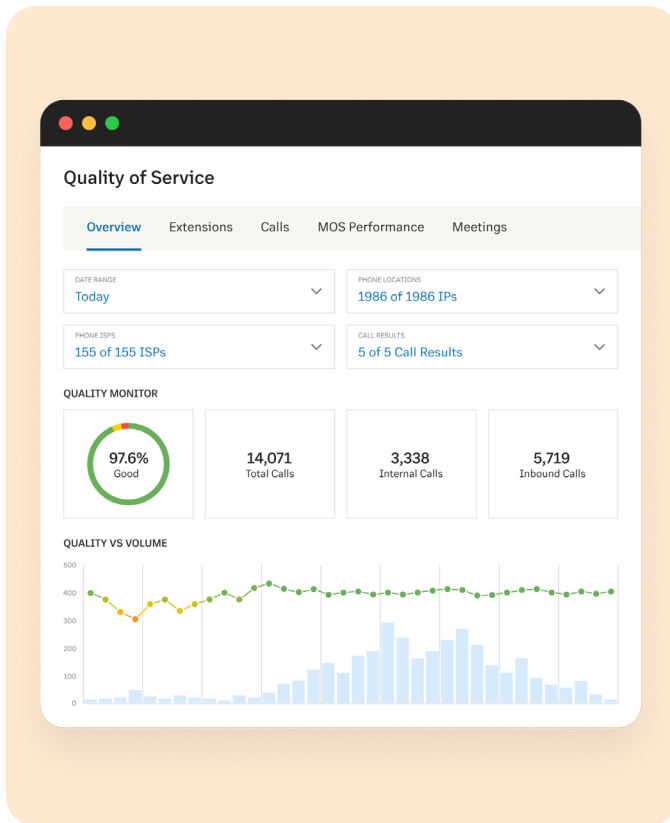 Quality of Service
Overview Extensions Calls MOS Performance Meetings
DATE RANGE
Today
PHONE LOCATIONS
1986 of 1986 IPs
PHONE ISPS
155 of 155 ISPs
CALL RESULTS
5 of 5 Call Results
QUALITY MONITOR
97.6%
Good
14,071
Total Calls
3,338
Internal Calls
5,719
Inbound Calls
QUALITY VS VOLUME
500
400
300
200
100
0